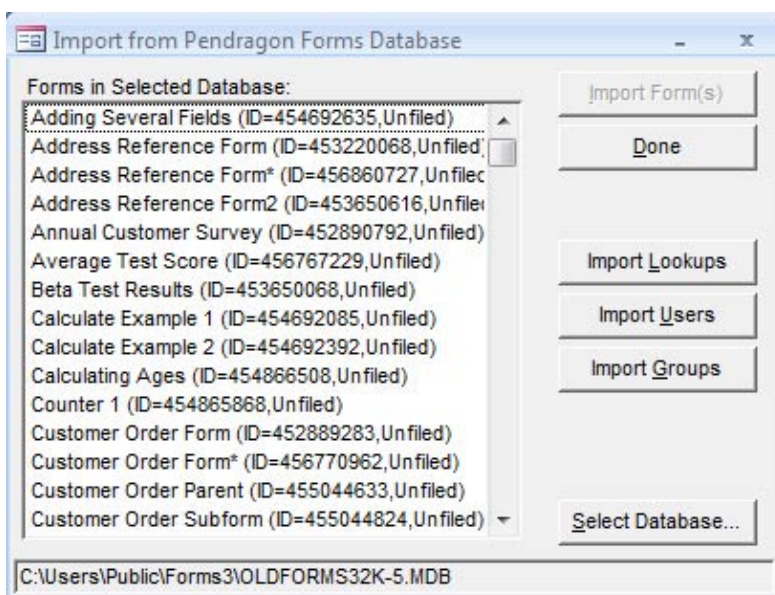 Import from Pendragon Forms Database
Forms in Selected Database:
Adding Several Fields (ID=454692635,Unfiled)
Address Reference Form (ID=453220068,Unfiled
Address Reference Form* (ID=456860727,Unfilec
Address Reference Form2 (ID=453650616,Unfile
Annual Customer Survey (ID=452890792,Unfiled)
Average Test Score (ID=456767229,Unfiled)
Beta Test Results (ID=453650068,Unfiled)
Calculate Example 1 (ID=454692085,Unfiled)
Calculate Example 2 (ID=454692392,Unfiled)
Calculating Ages (ID=454866508,Unfiled)
Counter 1 (ID=454865868,Unfiled)
Customer Order Form (ID=452889283,Unfiled)
Customer Order Form* (ID=456770962,Unfiled)
Customer Order Parent (ID=455044633,Unfiled)
Customer Order Subform (ID=455044824,Unfiled)
Import Form(s)
Done
Import Lookups
Import Users
Import Groups
Select Database...
C:\Users\Public\Forms3\OLDFORMS32K-5.MDB